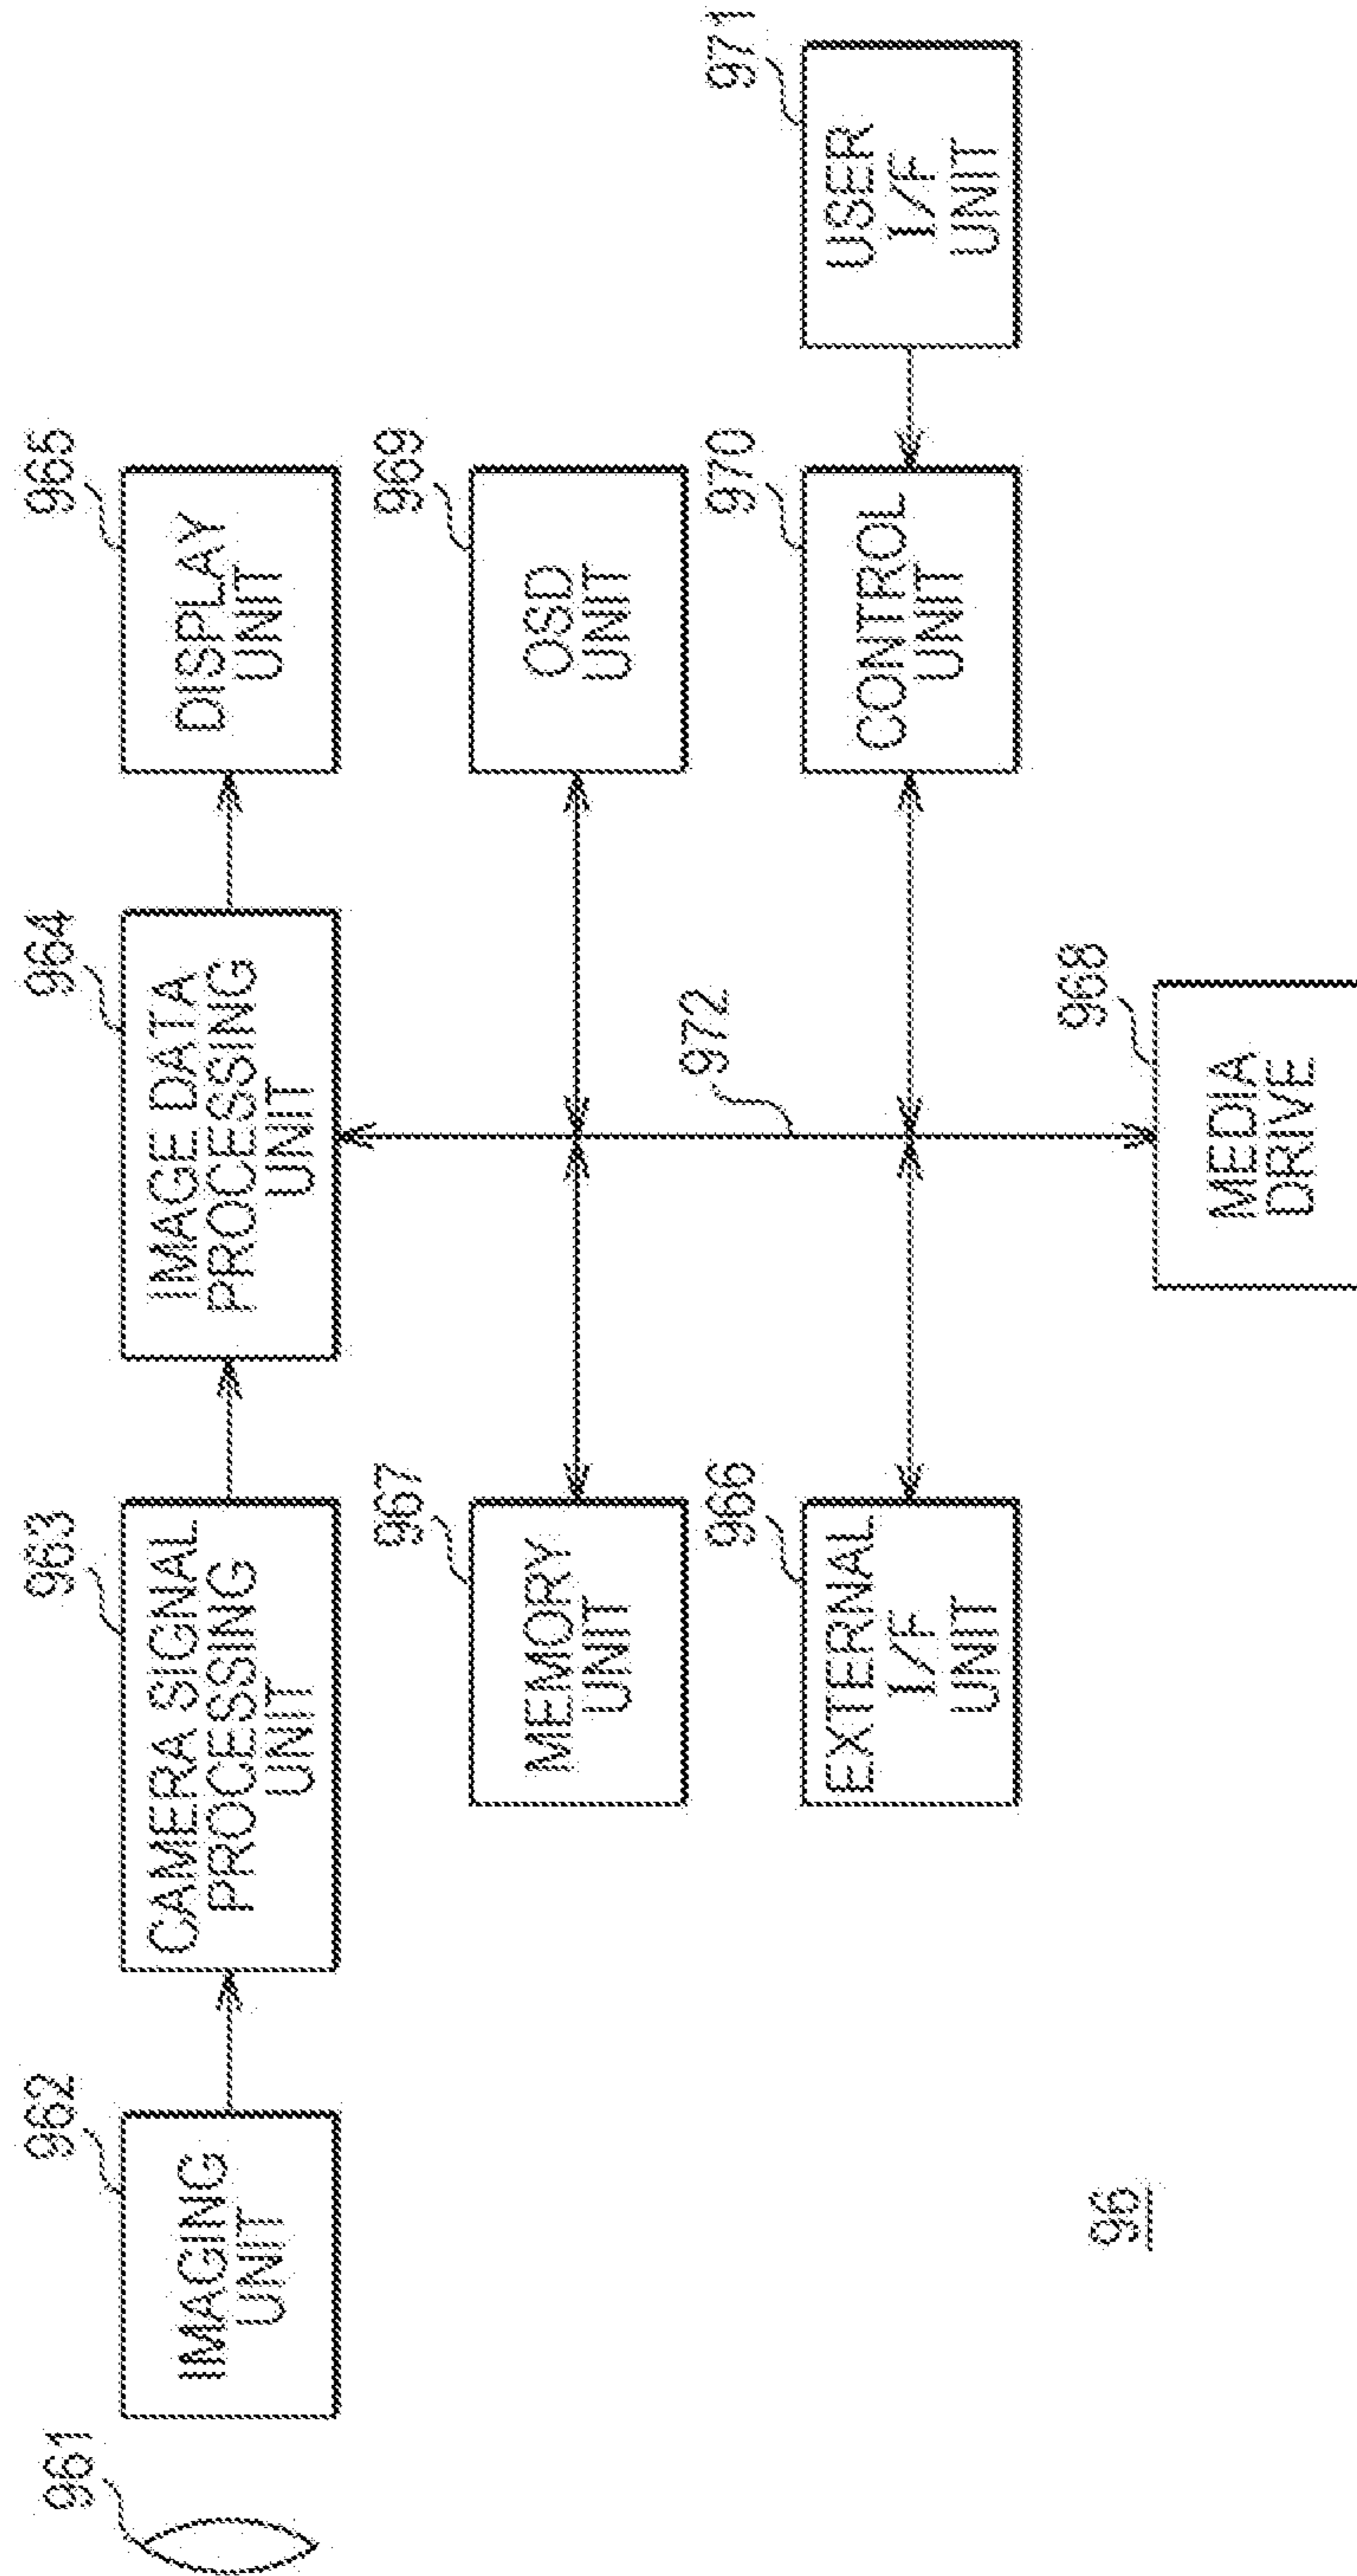 961
962
IMAGING
UNIT
963
CAMERA SIGNAL
PROCESSING
UNIT
964
IMAGE DATA
PROCESSING
UNIT
965
DISPLAY
UNIT
967
MEMORY
UNIT
969
OSD
UNIT
972
966
EXTERNAL
I/F
UNIT
970
CONTROL
UNIT
971
USER
I/F
UNIT
968
MEDIA
DRIVE
96